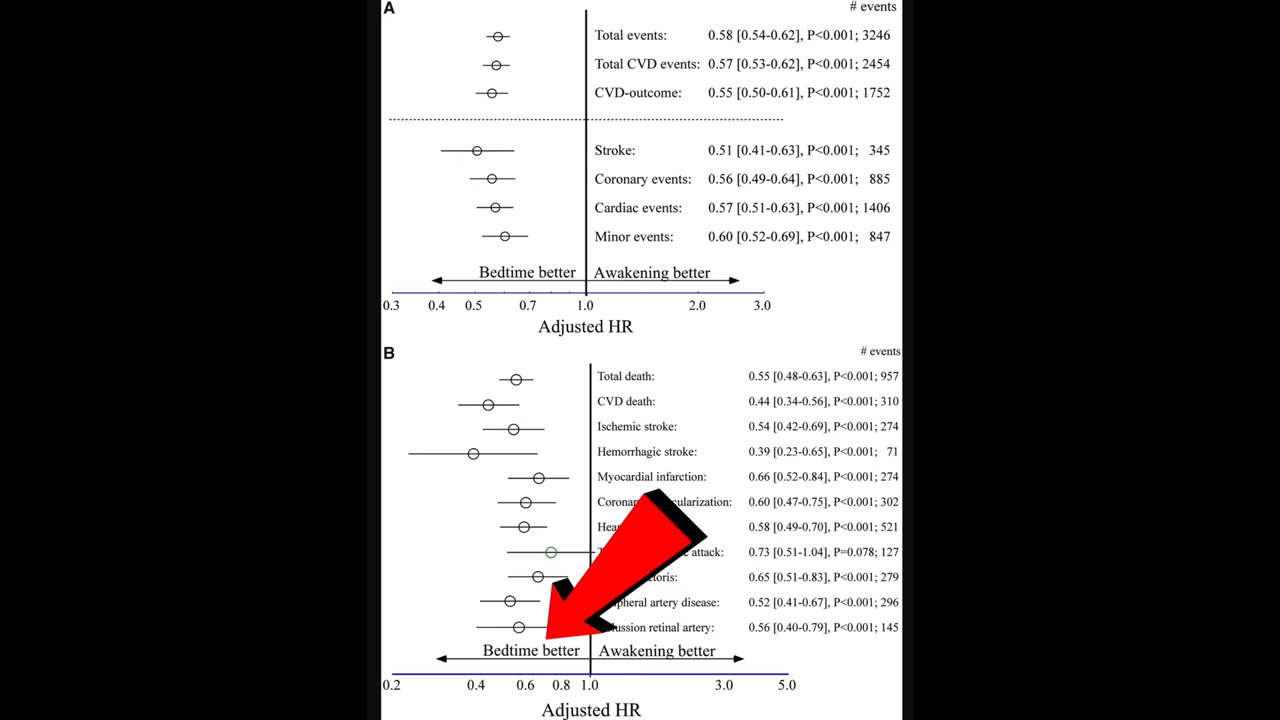 A
# events
Total events: 0.58 [0.54-0.62], P<0.001; 3246
Total CVD events: 0.57 [0.53-0.62], P<0.001; 2454
CVD-outcome: 0.55 [0.50-0.61], P<0.001; 1752
Stroke: 0.51 [0.41-0.63], P<0.001; 345
Coronary events: 0.56 [0.49-0.64], P<0.001; 885
Cardiac events: 0.57 [0.51-0.63], P<0.001; 1406
Minor events: 0.60 [0.52-0.69], P<0.001; 847
Bedtime better Awakening better
0.3 0.4 0.5 0.7 1.0 2.0 3.0
Adjusted HR
B
# events
Total death: 0.55 [0.48-0.63], P<0.001; 957
CVD death: 0.44 [0.34-0.56], P<0.001; 310
Ischemic stroke: 0.54 [0.42-0.69], P<0.001; 274
Hemorrhagic stroke: 0.39 [0.23-0.65], P<0.001; 71
Myocardial infarction: 0.66 [0.52-0.84], P<0.001; 274
0.60 [0.47-0.75], P<0.001; 302
0.58 [0.49-0.70], P<0.001; 521
attack: 0.73 [0.51-1.04], P=0.078; 127
0.65 [0.51-0.83], P<0.001; 279
artery disease: 0.52 [0.41-0.67], P<0.001; 296
retinal artery: 0.56 [0.40-0.79], P<0.001; 145
Bedtime better Awakening better
0.2 0.4 0.6 0.8 1.0 3.0 5.0
Adjusted HR